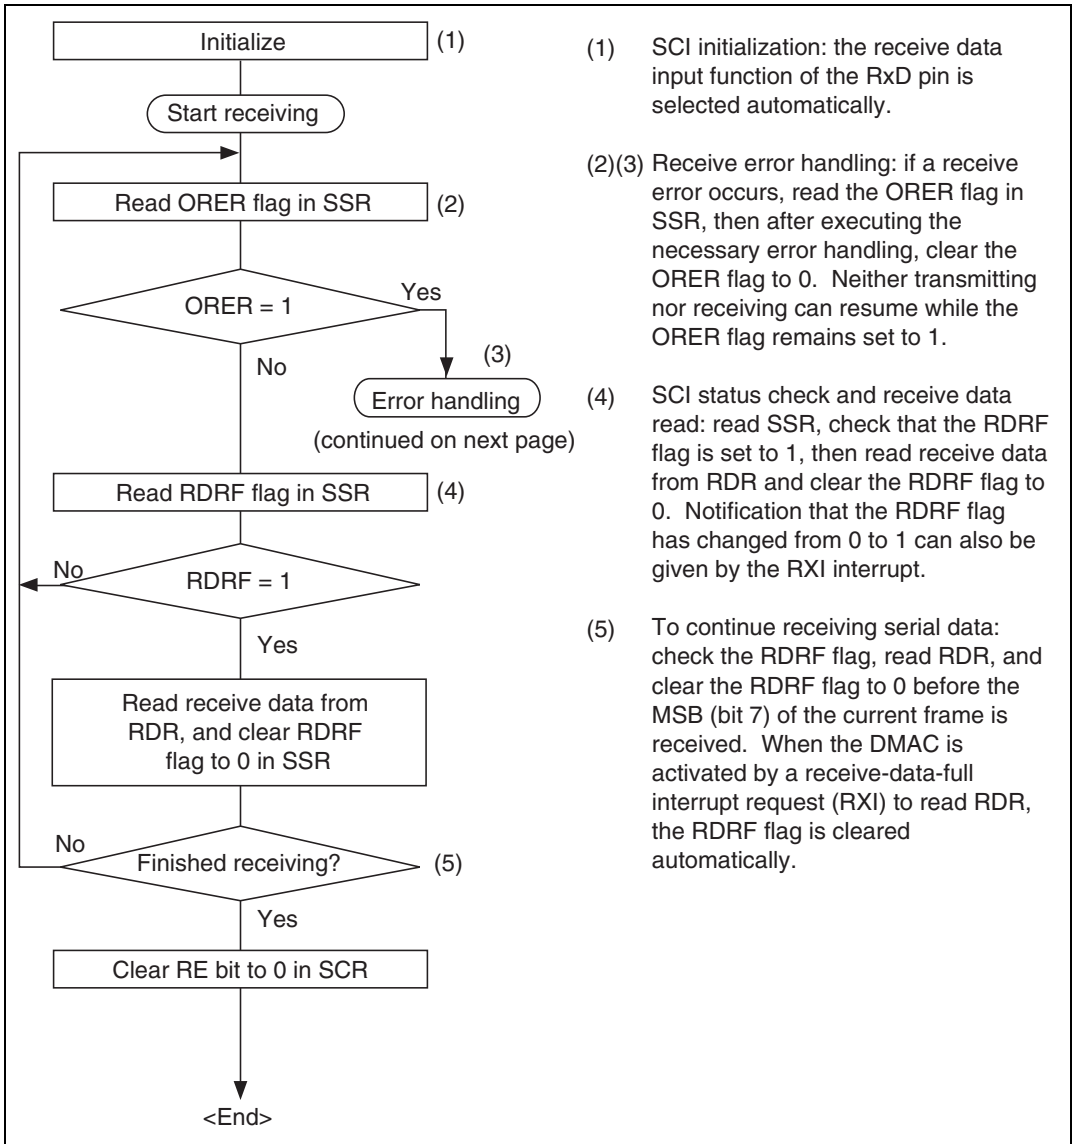 Initialize
(1)
Start receiving
Read ORER flag in SSR
(2)
ORER = 1
Yes
No
(3)
Error handling
(continued on next page)
Read RDRF flag in SSR
(4)
No
RDRF = 1
Yes
Read receive data from
RDR, and clear RDRF
flag to 0 in SSR
No
Finished receiving?
(5)
Yes
Clear RE bit to 0 in SCR
<End>
(1) SCI initialization: the receive data
input function of the RxD pin is
selected automatically.
(2)(3) Receive error handling: if a receive
error occurs, read the ORER flag in
SSR, then after executing the
necessary error handling, clear the
ORER flag to 0. Neither transmitting
nor receiving can resume while the
ORER flag remains set to 1.
(4) SCI status check and receive data
read: read SSR, check that the RDRF
flag is set to 1, then read receive data
from RDR and clear the RDRF flag to
0. Notification that the RDRF flag
has changed from 0 to 1 can also be
given by the RXI interrupt.
(5) To continue receiving serial data:
check the RDRF flag, read RDR, and
clear the RDRF flag to 0 before the
MSB (bit 7) of the current frame is
received. When the DMAC is
activated by a receive-data-full
interrupt request (RXI) to read RDR,
the RDRF flag is cleared
automatically.